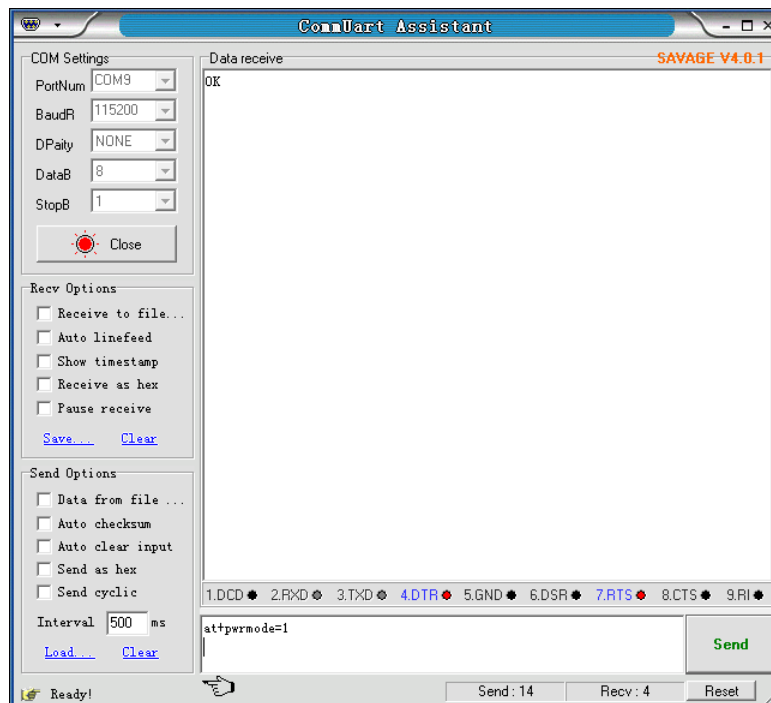 CommUart Assistant
COM Settings
PortNum COM9
BaudR 115200
DPaity NONE
DataB 8
StopB 1
Close
Recv Options
Receive to file...
Auto linefeed
Show timestamp
Receive as hex
Pause receive
Save... Clear
Send Options
Data from file ...
Auto checksum
Auto clear input
Send as hex
Send cyclic
Interval 500 ms
Load... Clear
Data receive SAVAGE V4.0.1
OK
1.DCD 2.RXD 3.TXD 4.DTR 5.GND 6.DSR 7.RTS 8.CTS 9.RI
at+pwrmode=1
Send
Ready! Send : 14 Recv : 4 Reset